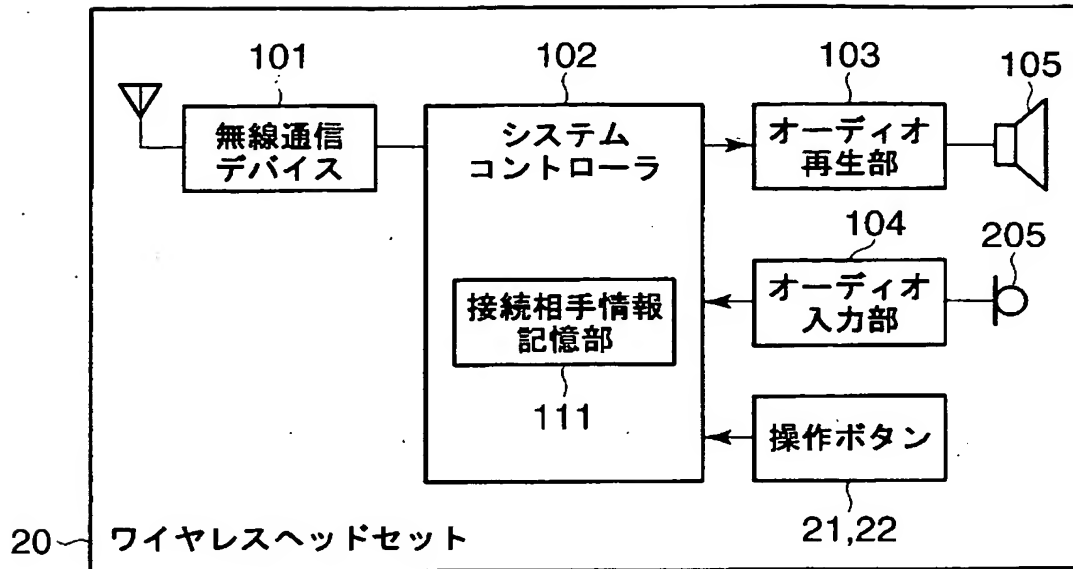 101
102
103
105
無線通信
デバイス
システム
コントローラ
オーディオ
再生部
104
205
オーディオ
入力部
接続相手情報
記憶部
111
操作ボタン
21,22
20
ワイヤレスヘッドセット